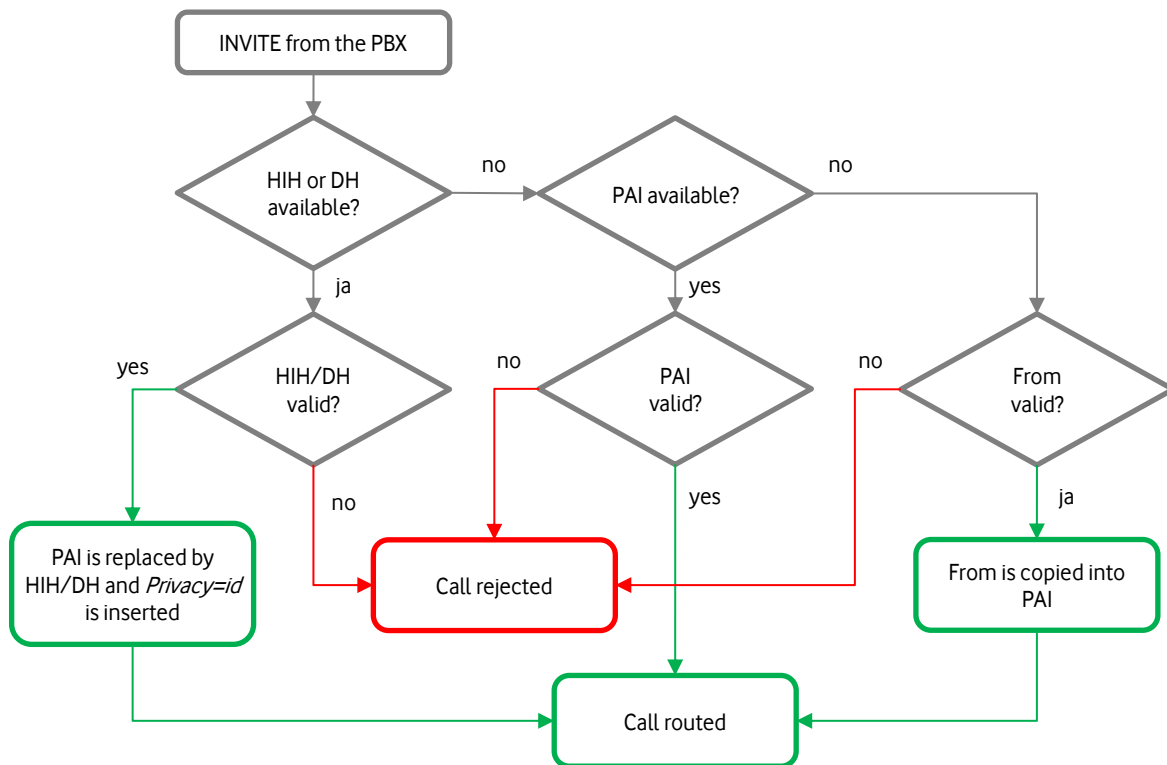 INVITE from the PBX
HIH or DH
available?
no
PAI available?
no
ja
yes
yes
HIH/DH
valid?
no
PAI
valid?
no
From
valid?
no
yes
ja
PAI is replaced by
HIH/DH and Privacy=id
is inserted
Call rejected
From is copied into
PAI
Call routed